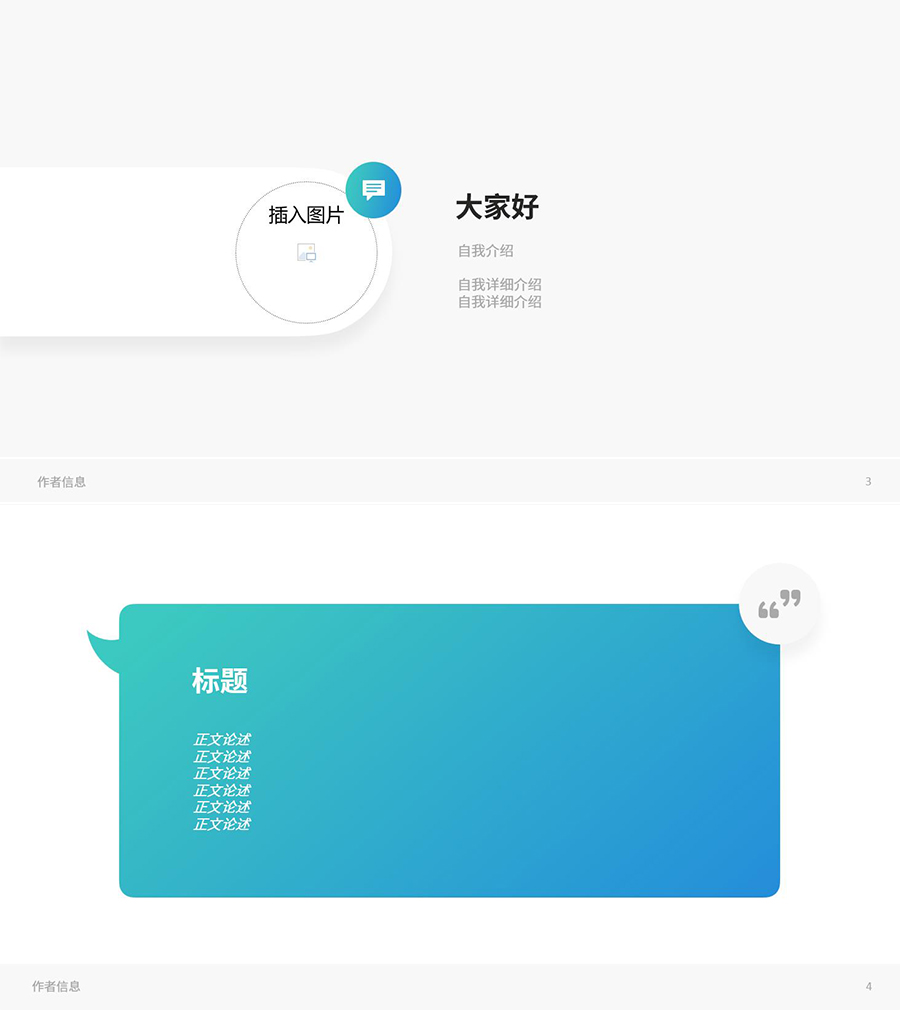 插入图片
大家好
自我介绍
自我详细介绍
自我详细介绍
作者信息
3
标题
正文论述
正文论述
正文论述
正文论述
正文论述
正文论述
作者信息
4